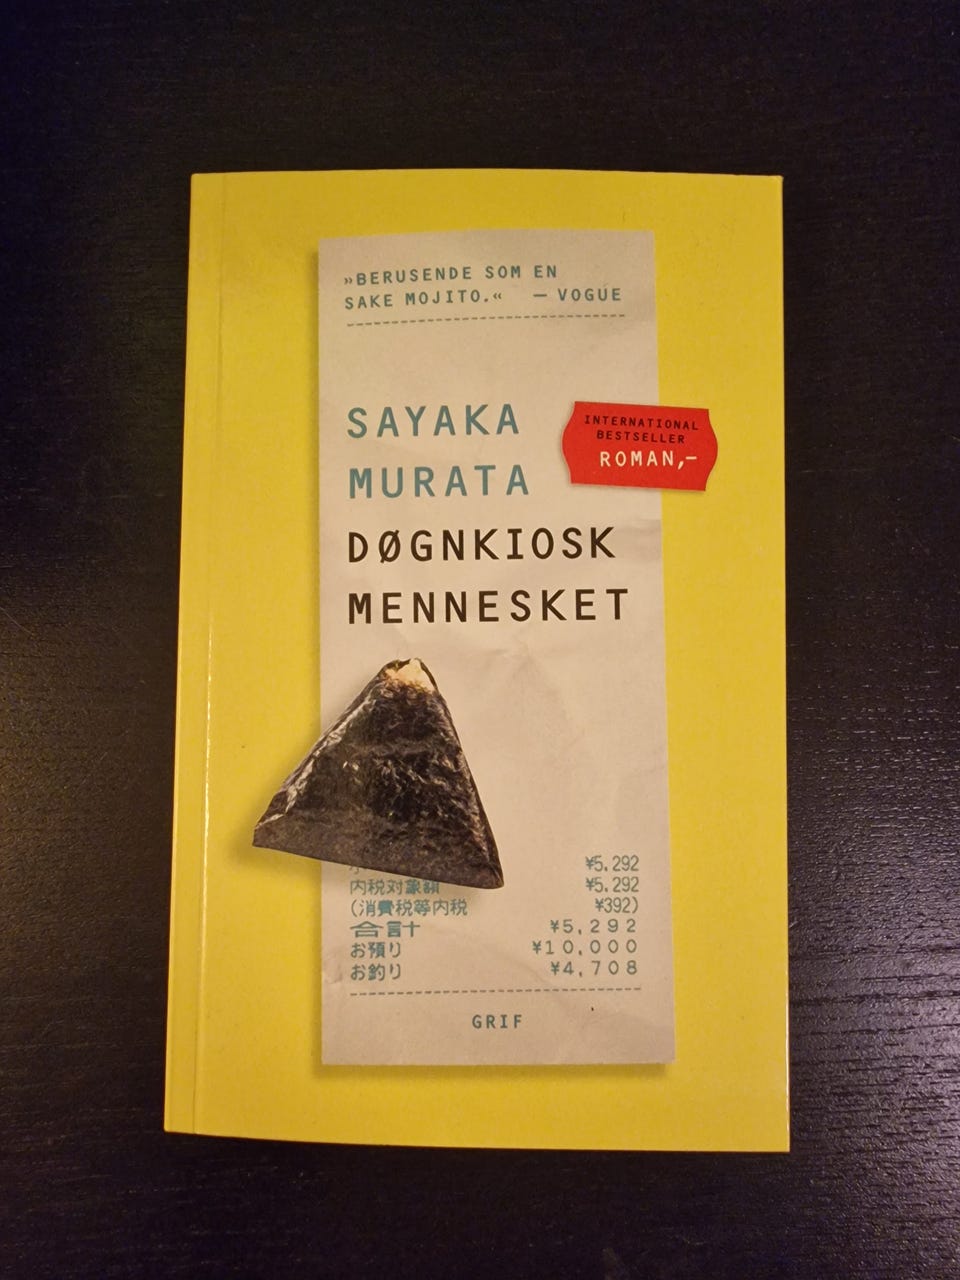 »BERUSENDE SOM EN
SAKE MOJITO.« — VOGUE
SAYAKA
MURATA
INTERNATIONAL
BESTSELLER
ROMAN,–
DØGNKIOSK
MENNESKET
¥5,292
内税対象額 ¥5,292
(消費税等内税 ¥392)
合計 ¥5,292
お預り ¥10,000
お釣り ¥4,708
GRIF